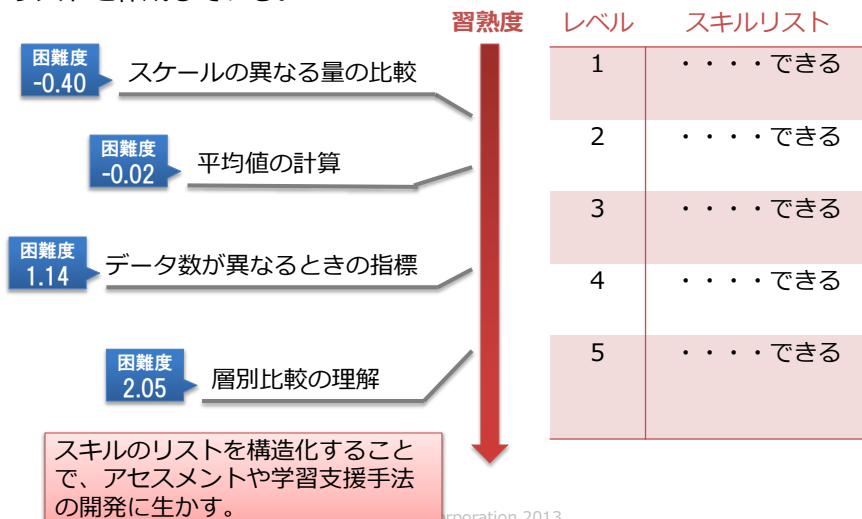 習熟度 レベル スキルリスト
困難度
-0.40
スケールの異なる量の比較
1 ・・・・できる
困難度
-0.02
平均値の計算
2 ・・・・できる
3 ・・・・できる
困難度
1.14
データ数が異なるときの指標
4 ・・・・できる
困難度
2.05
層別比較の理解
5 ・・・・できる
スキルのリストを構造化すること
で、アセスメントや学習支援手法
の開発に生かす。
rporation 2013